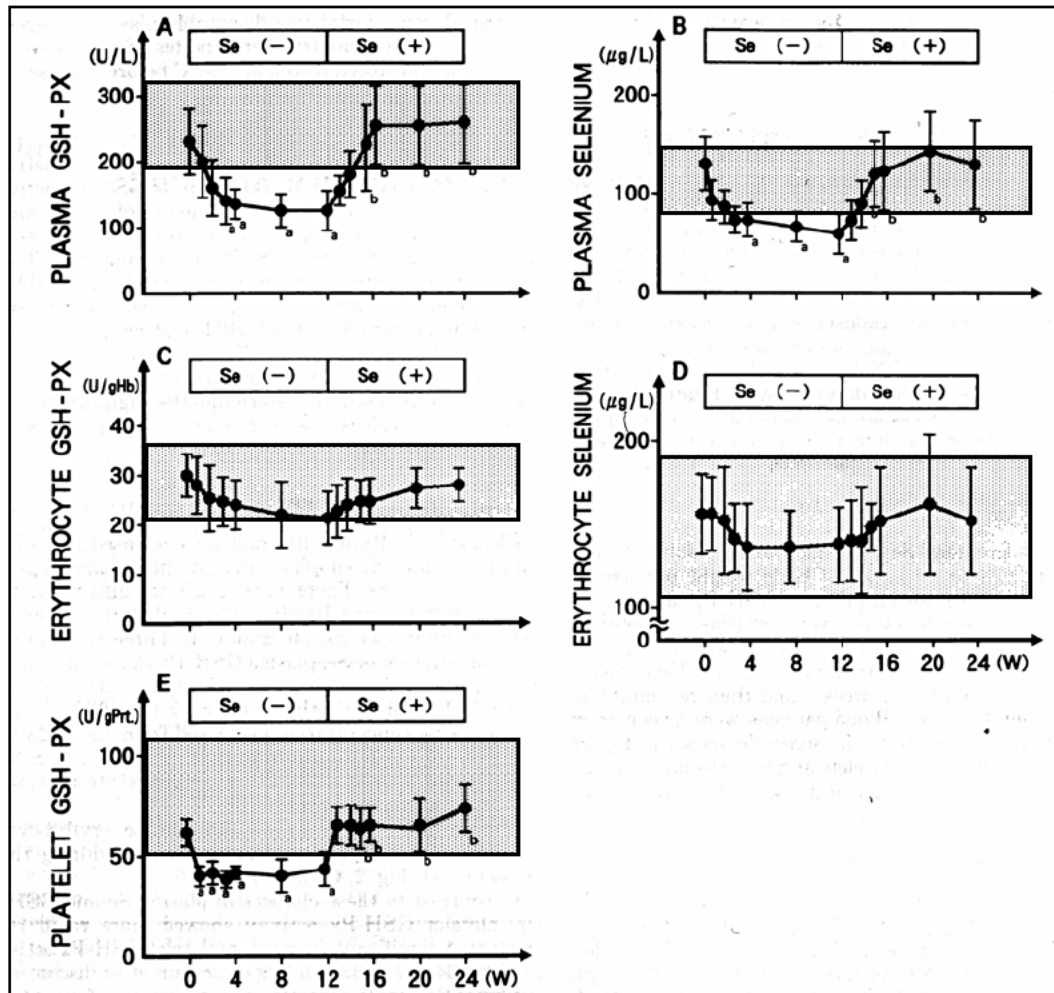 A
(U/L)
Se (-) Se (+)
PLASMA GSH-PX
300
200
100
0
a a a a b b b b
B
(μg/L)
Se (-) Se (+)
PLASMA SELENIUM
200
100
0
a a a b b b b
C
(U/gHb)
Se (-) Se (+)
ERYTHROCYTE GSH-PX
40
30
20
10
0
D
(μg/L)
Se (-) Se (+)
ERYTHROCYTE SELENIUM
200
100
0
0 4 8 12 16 20 24 (W)
E
(U/gPrt.)
Se (-) Se (+)
PLATELET GSH-PX
100
50
0
a a a a a b b b b
0 4 8 12 16 20 24 (W)